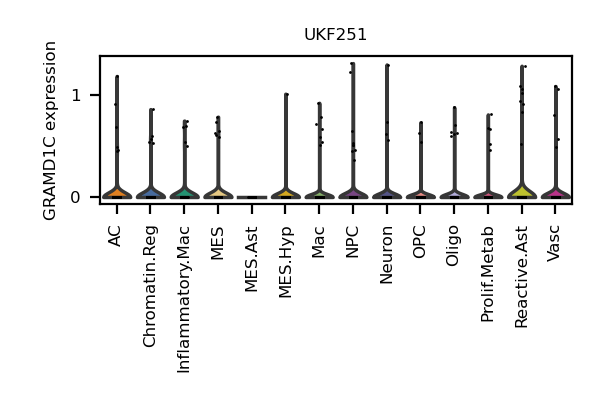 UKF251
GRAMD1C expression
1
0
AC
Chromatin.Reg
Inflammatory.Mac
MES
MES.Ast
MES.Hyp
Mac
NPC
Neuron
OPC
Oligo
Prolif.Metab
Reactive.Ast
Vasc